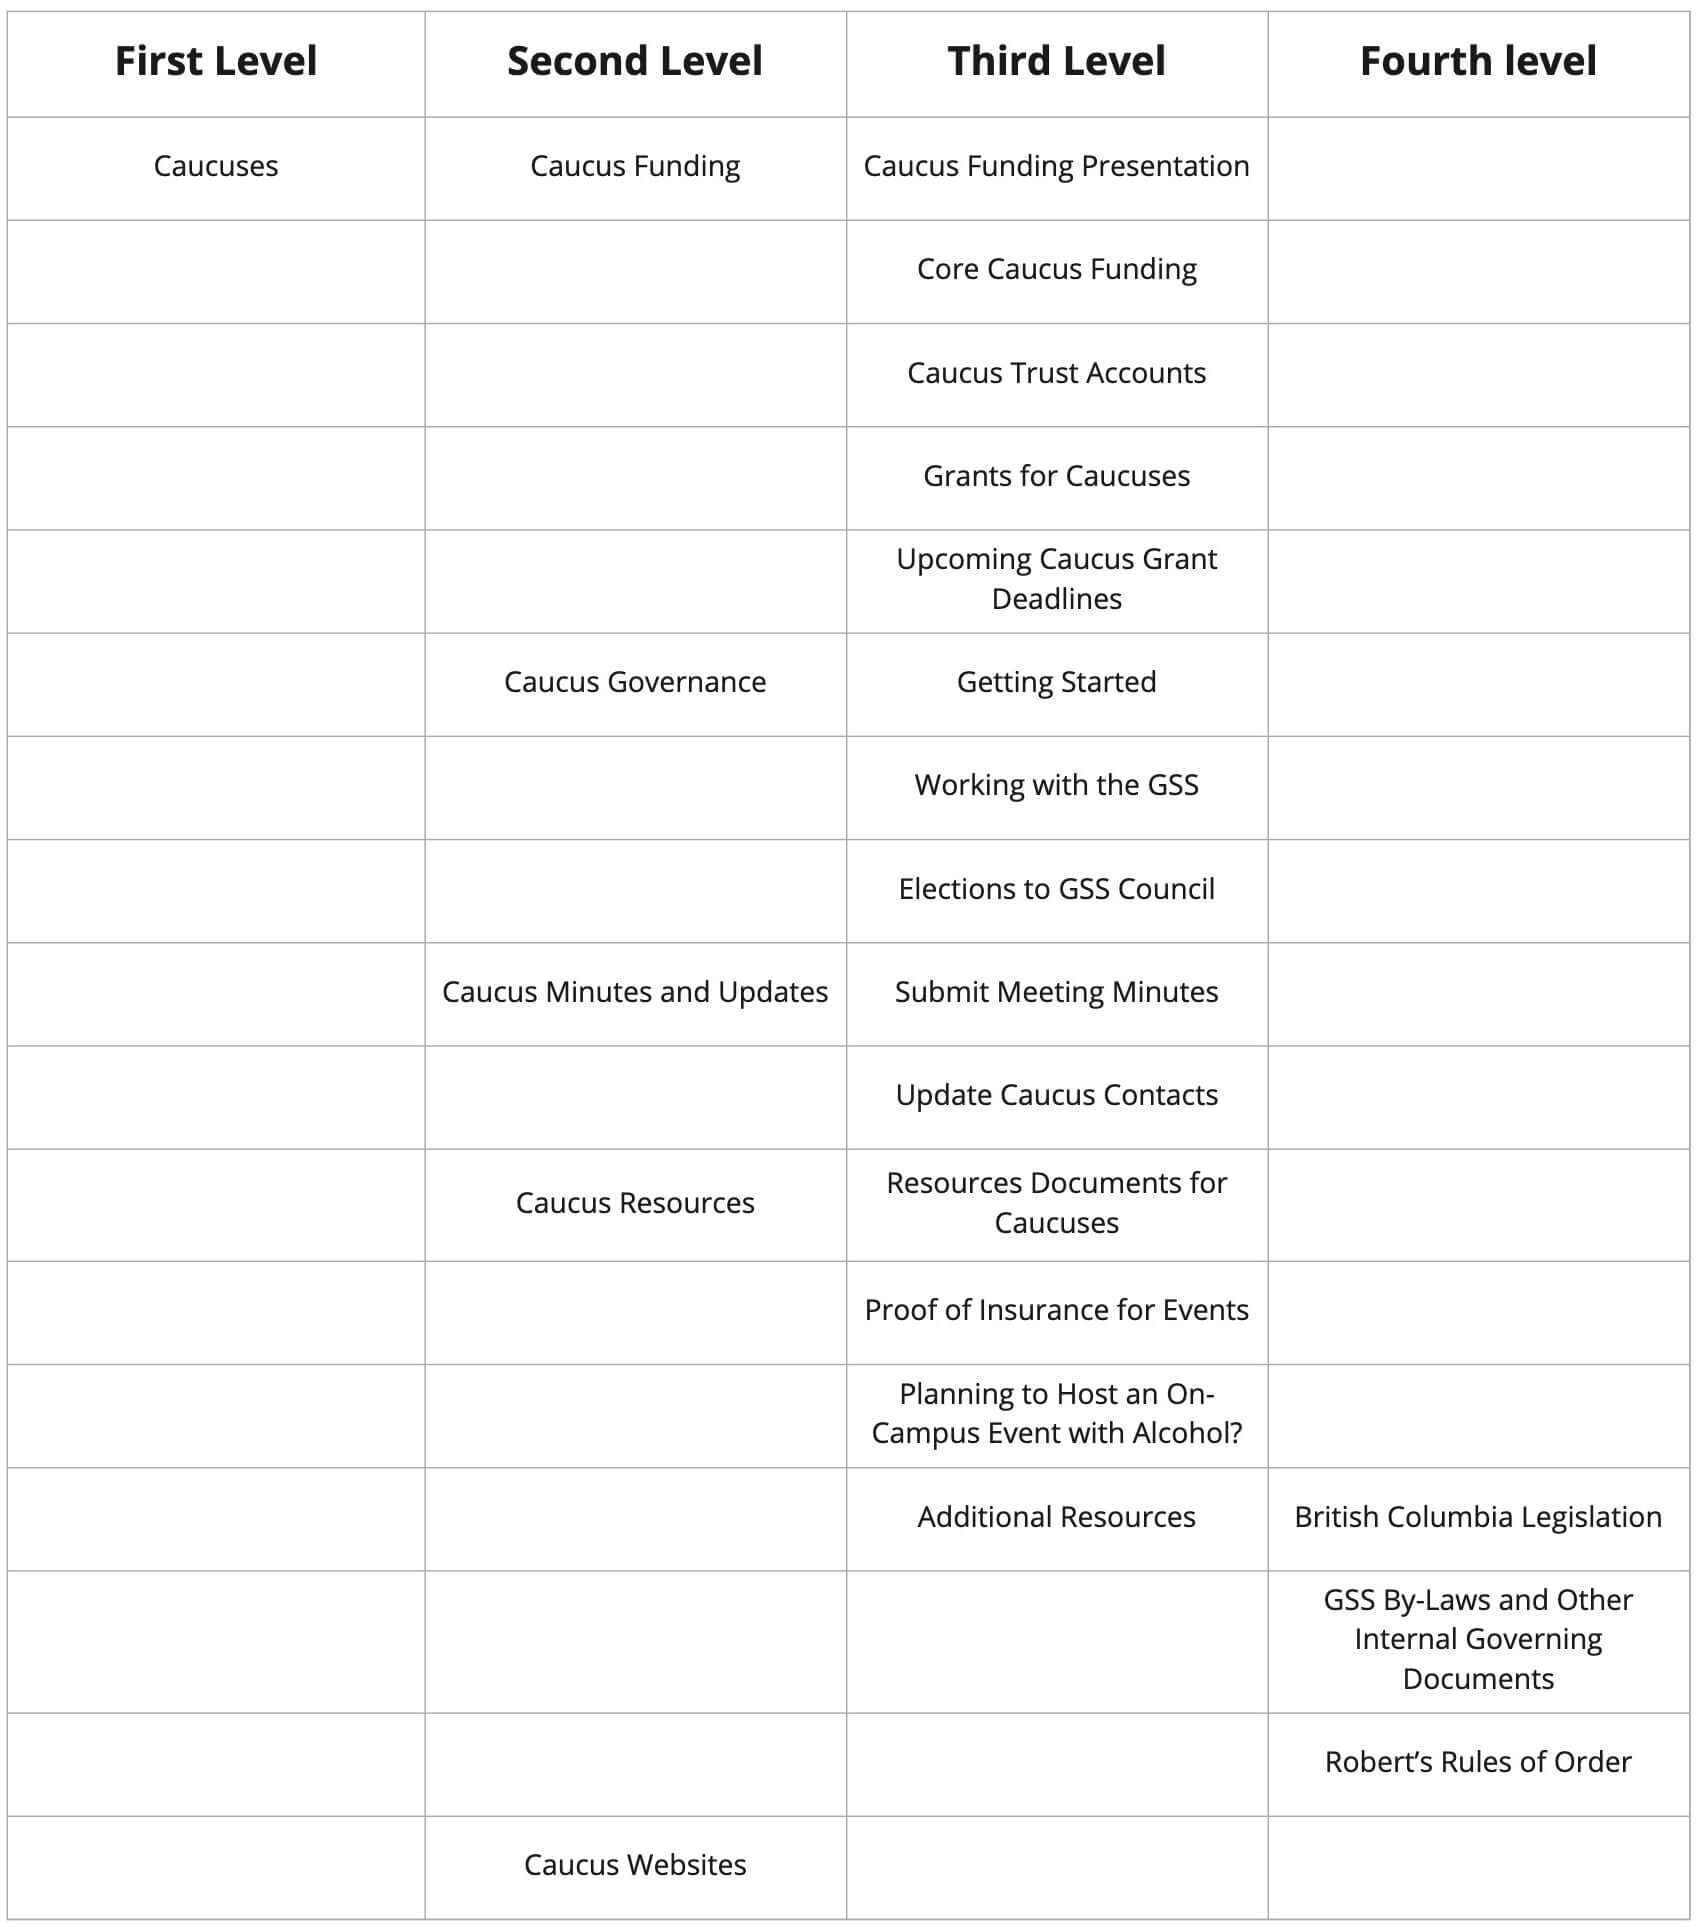 First Level Second Level Third Level Fourth level
Caucuses Caucus Funding Caucus Funding Presentation
Core Caucus Funding
Caucus Trust Accounts
Grants for Caucuses
Upcoming Caucus Grant
Deadlines
Caucus Governance Getting Started
Working with the GSS
Elections to GSS Council
Caucus Minutes and Updates Submit Meeting Minutes
Update Caucus Contacts
Caucus Resources
Resources Documents for
Caucuses
Proof of Insurance for Events
Planning to Host an On-
Campus Event with Alcohol?
Additional Resources British Columbia Legislation
GSS By-Laws and Other
Internal Governing
Documents
Robert’s Rules of Order
Caucus Websites